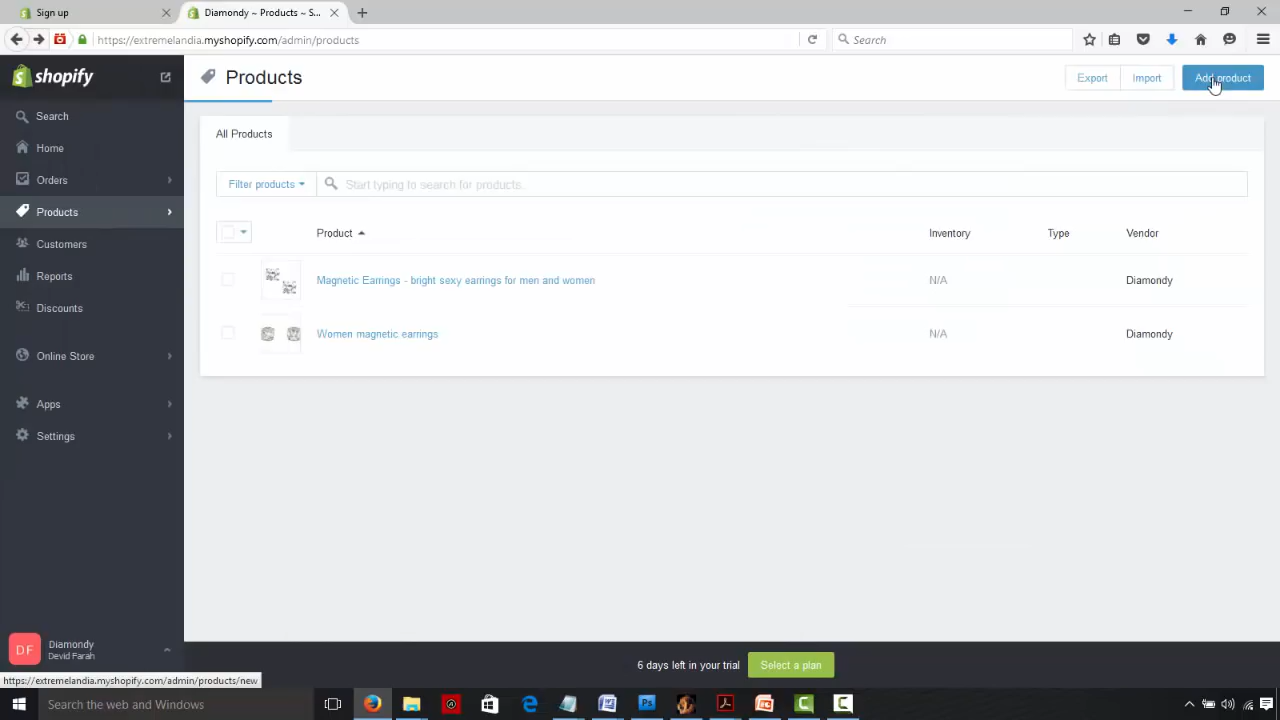 Sign up
Diamondy ~ Products ~ S...
https://extremelandia.myshopify.com/admin/products
Search
shopify
Products
Export
Import
Add product
Search
Home
Orders
Products
Customers
Reports
Discounts
Online Store
Apps
Settings
All Products
Filter products
Start typing to search for products..
Product
Inventory
Type
Vendor
Magnetic Earrings - bright sexy earrings for men and women
N/A
Diamondy
Women magnetic earrings
N/A
Diamondy
DF
Diamondy
Devid Farah
6 days left in your trial
Select a plan
https://extremelandia.myshopify.com/admin/products/new
Search the web and Windows